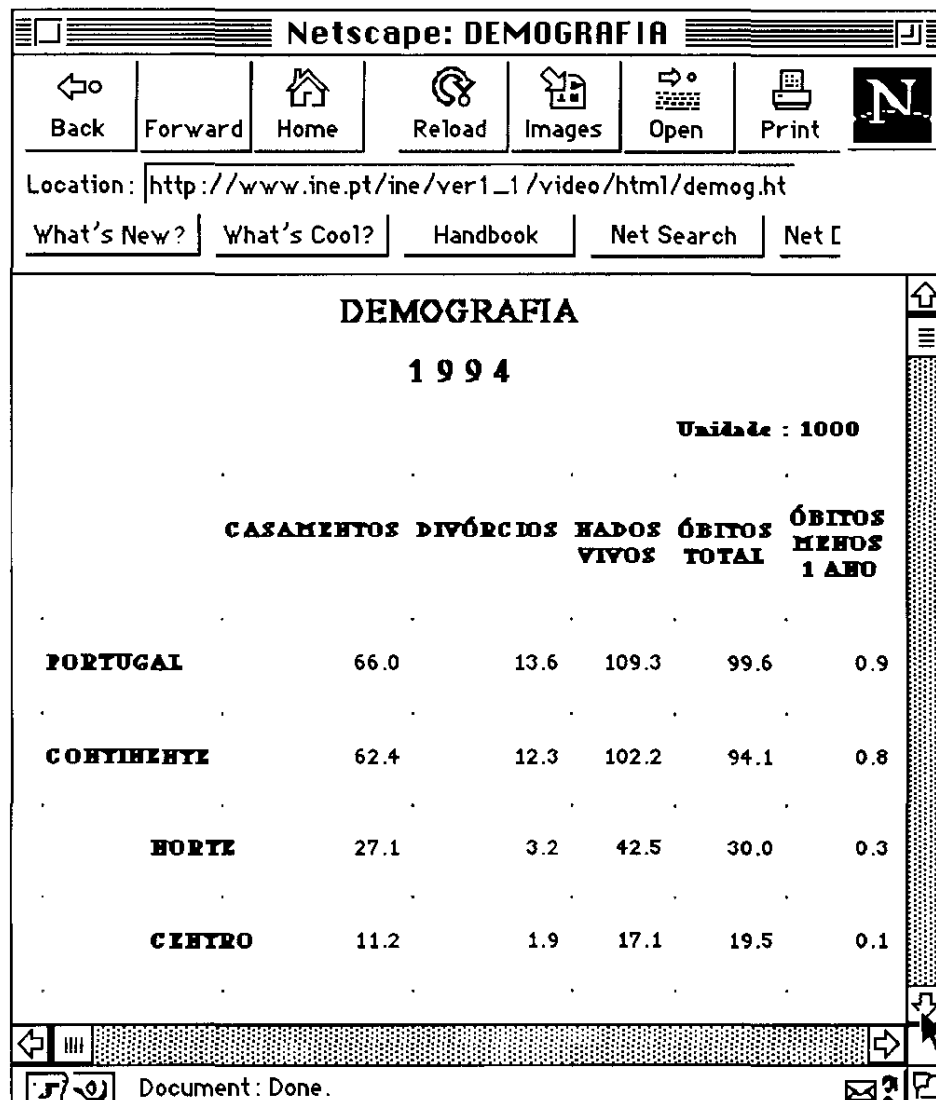 Netscape: DEMOGRAFIA
Back Forward Home Reload Images Open Print N
Location: http://www.ine.pt/ine/ver1_1/video/html/demog.ht
What's New? What's Cool? Handbook Net Search Net D
DEMOGRAFIA
1994
Unidade : 1000
CASAMENTOS DIVÓRCIOS NADOS VIVOS ÓBITOS TOTAL ÓBITOS MENOS 1 ANO
PORTUGAL 66.0 13.6 109.3 99.6 0.9
CONTINENTE 62.4 12.3 102.2 94.1 0.8
NORTE 27.1 3.2 42.5 30.0 0.3
CENTRO 11.2 1.9 17.1 19.5 0.1
Document: Done.